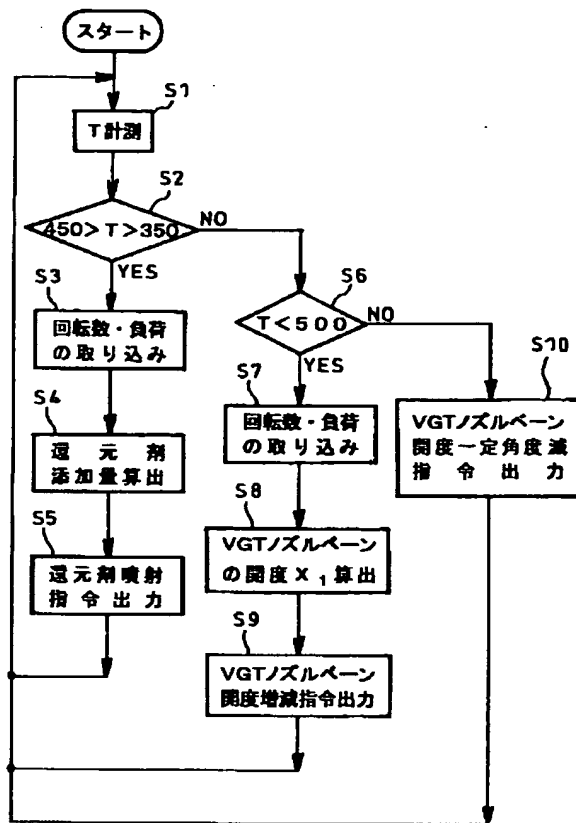 スタート
S1
T計測
S2
450>T>350
NO
YES
S3
回転数・負荷
の取り込み
S4
還元剤
添加量算出
S5
還元剤噴射
指令出力
S6
T<500
NO
YES
S7
回転数・負荷
の取り込み
S8
VGTノズルベーン
の開度X₁算出
S9
VGTノズルベーン
開度増減指令出力
S10
VGTノズルベーン
開度一定角度減
指令出力